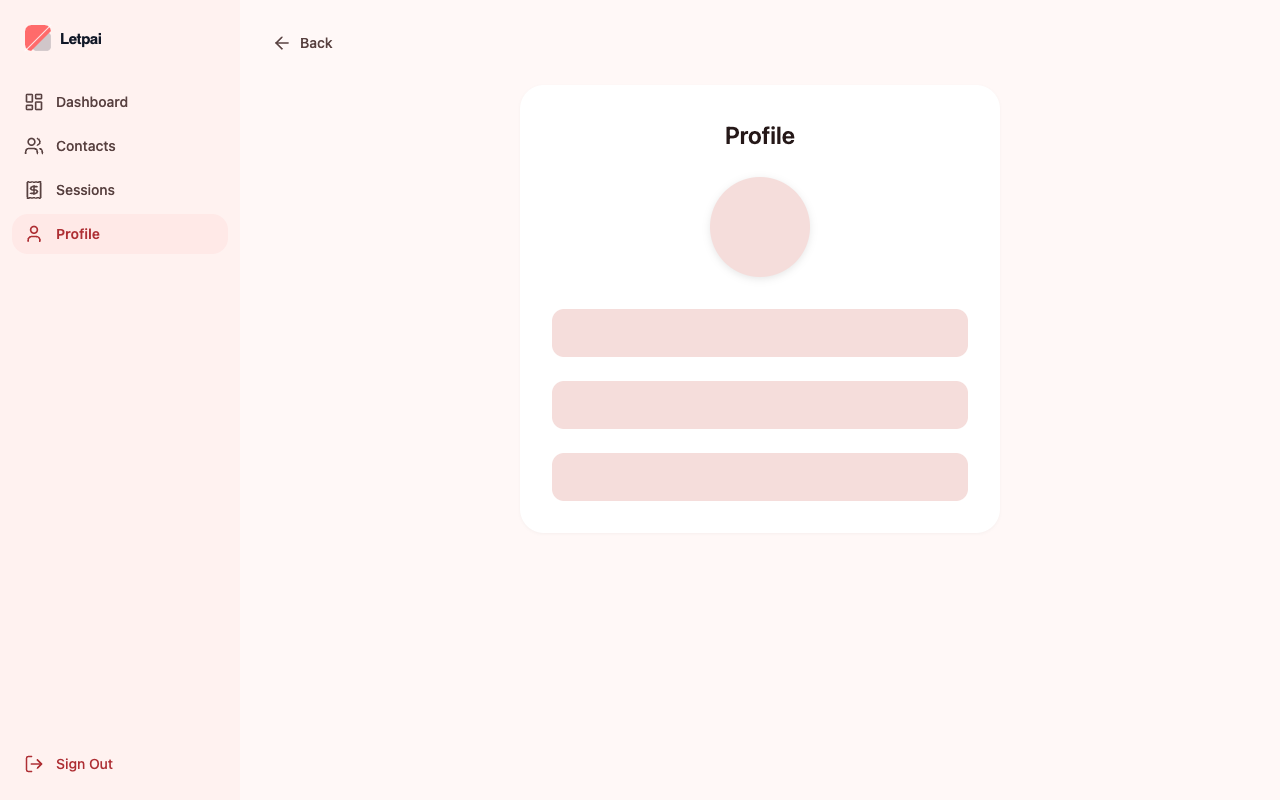 Letpai
Dashboard
Contacts
Sessions
Profile
Sign Out
Back
Profile